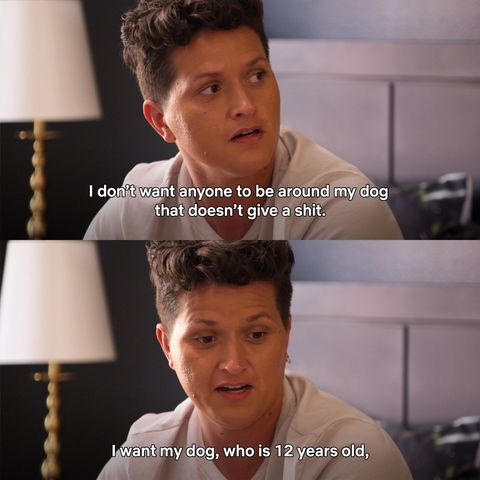 I don't want anyone to be around my dog
that doesn't give a shit.
I want my dog, who is 12 years old,